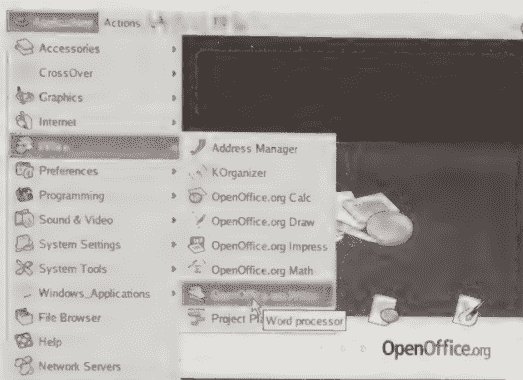 Actions
Accessories
CrossOver
Graphics
Internet
Preferences
Programming
Sound & Video
System Settings
System Tools
Windows_Applications
File Browser
Help
Network Servers
Address Manager
KOrganizer
OpenOffice.org Calc
OpenOffice.org Draw
OpenOffice.org Impress
OpenOffice.org Math
Project
Word processor
OpenOffice.org